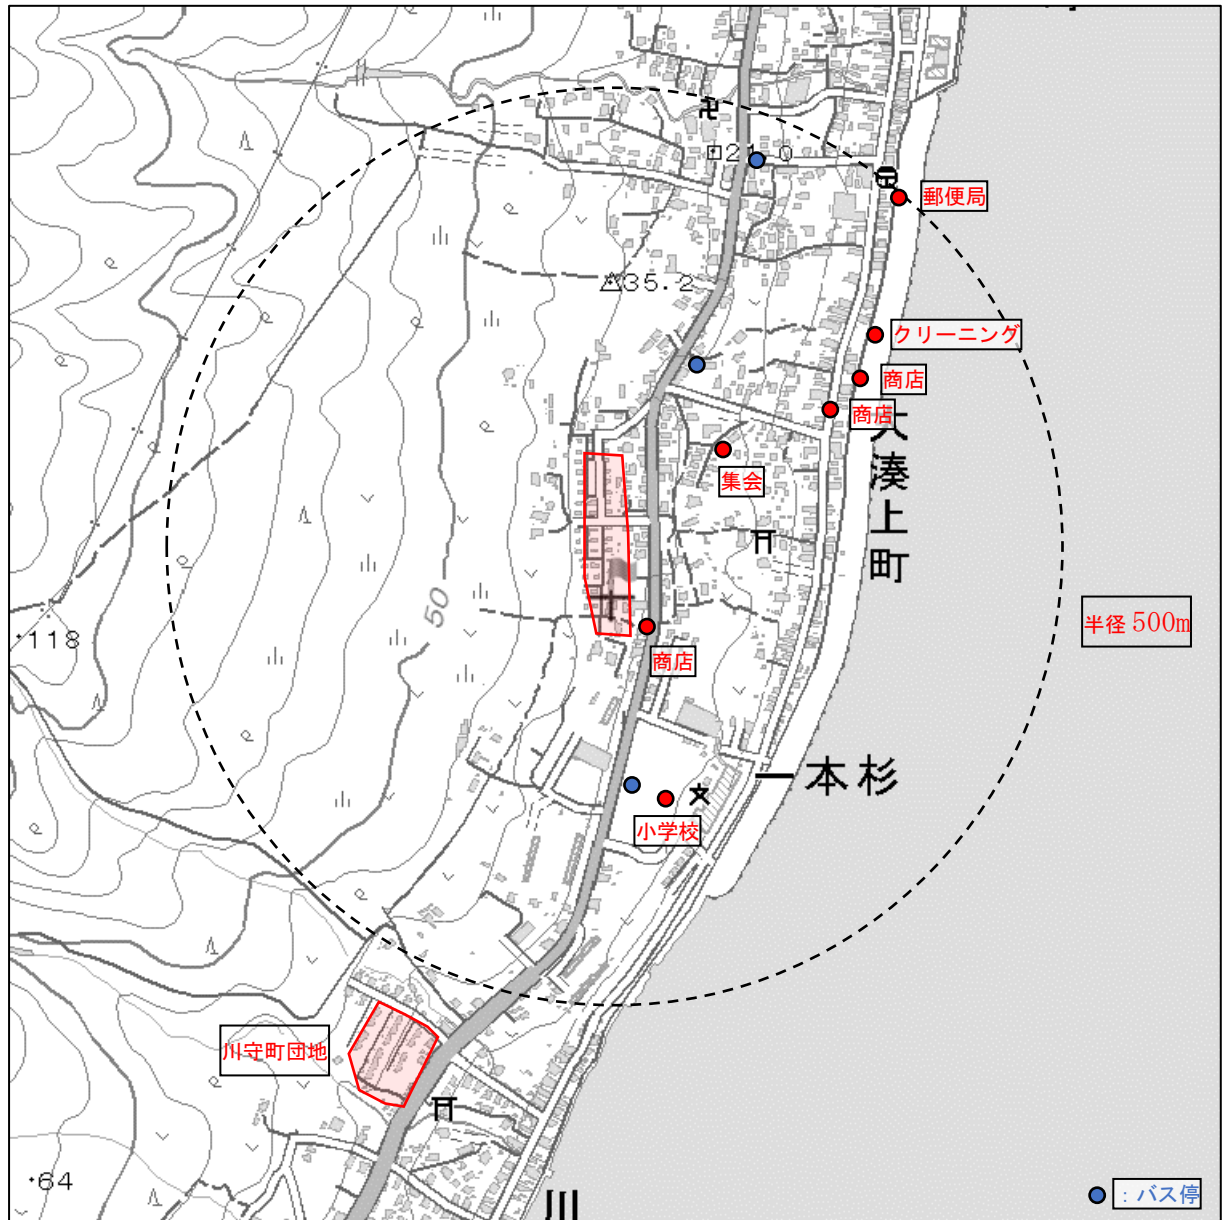 21.0
郵便局
35.2
クリーニング
商店
商店
大湊上町
集会
50
半径 500m
118
商店
一本杉
小学校
川守町団地
64
川
：バス停